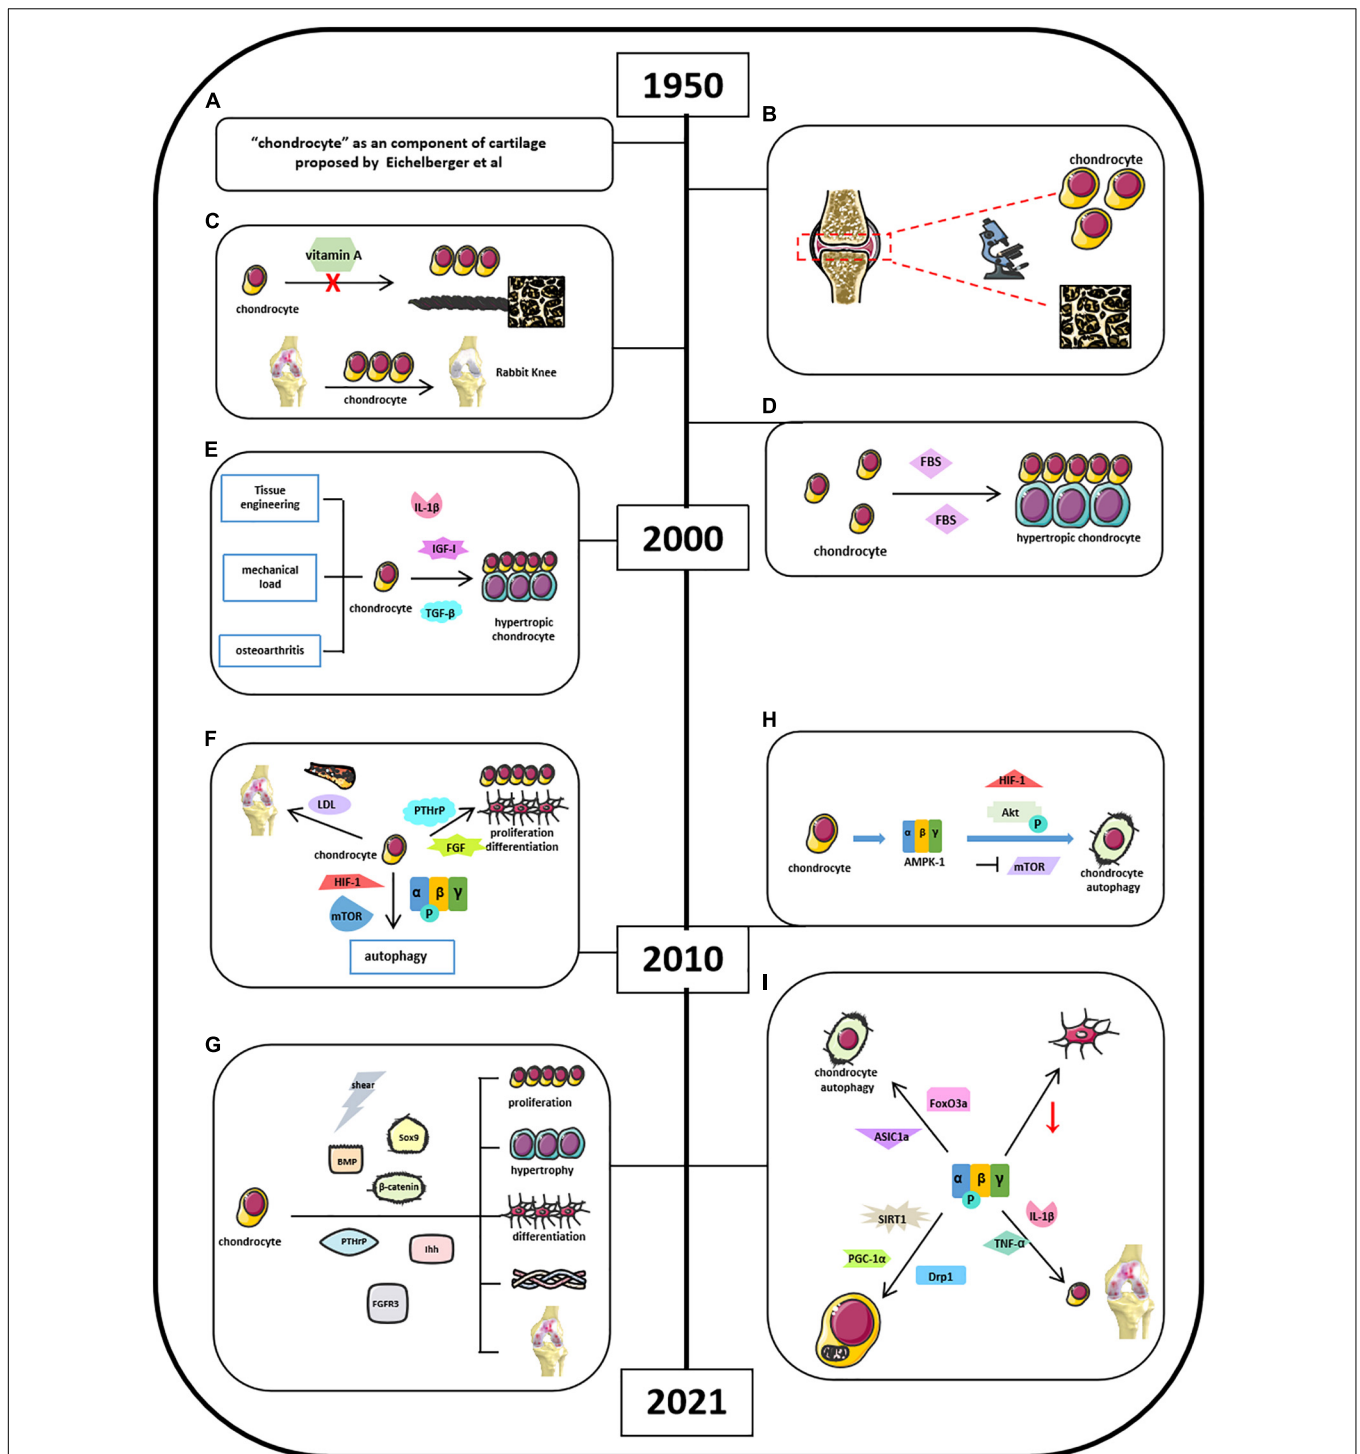 1950
A
"chondrocyte" as an component of cartilage
proposed by Eichelberger et al
B
chondrocyte
C
vitamin A
X
chondrocyte
Rabbit Knee
chondrocyte
D
FBS
FBS
chondrocyte
hypertropic chondrocyte
E
Tissue
engineering
mechanical
load
osteoarthritis
IL-1β
IGF-I
chondrocyte
TGF-β
hypertropic
chondrocyte
2000
F
LDL
PTHrP
proliferation
differentiation
FGF
chondrocyte
HIF-1
mTOR
α β γ
P
autophagy
H
HIF-1
Akt
P
α β γ
AMPK-1
mTOR
chondrocyte
chondrocyte
autophagy
2010
G
shear
Sox9
BMP
β-catenin
chondrocyte
PTHrP
Ihh
FGFR3
proliferation
hypertrophy
differentiation
I
chondrocyte
autophagy
FoxO3a
ASIC1a
α β γ
P
SIRT1
IL-1β
TNF-α
PGC-1α
Drp1
2021